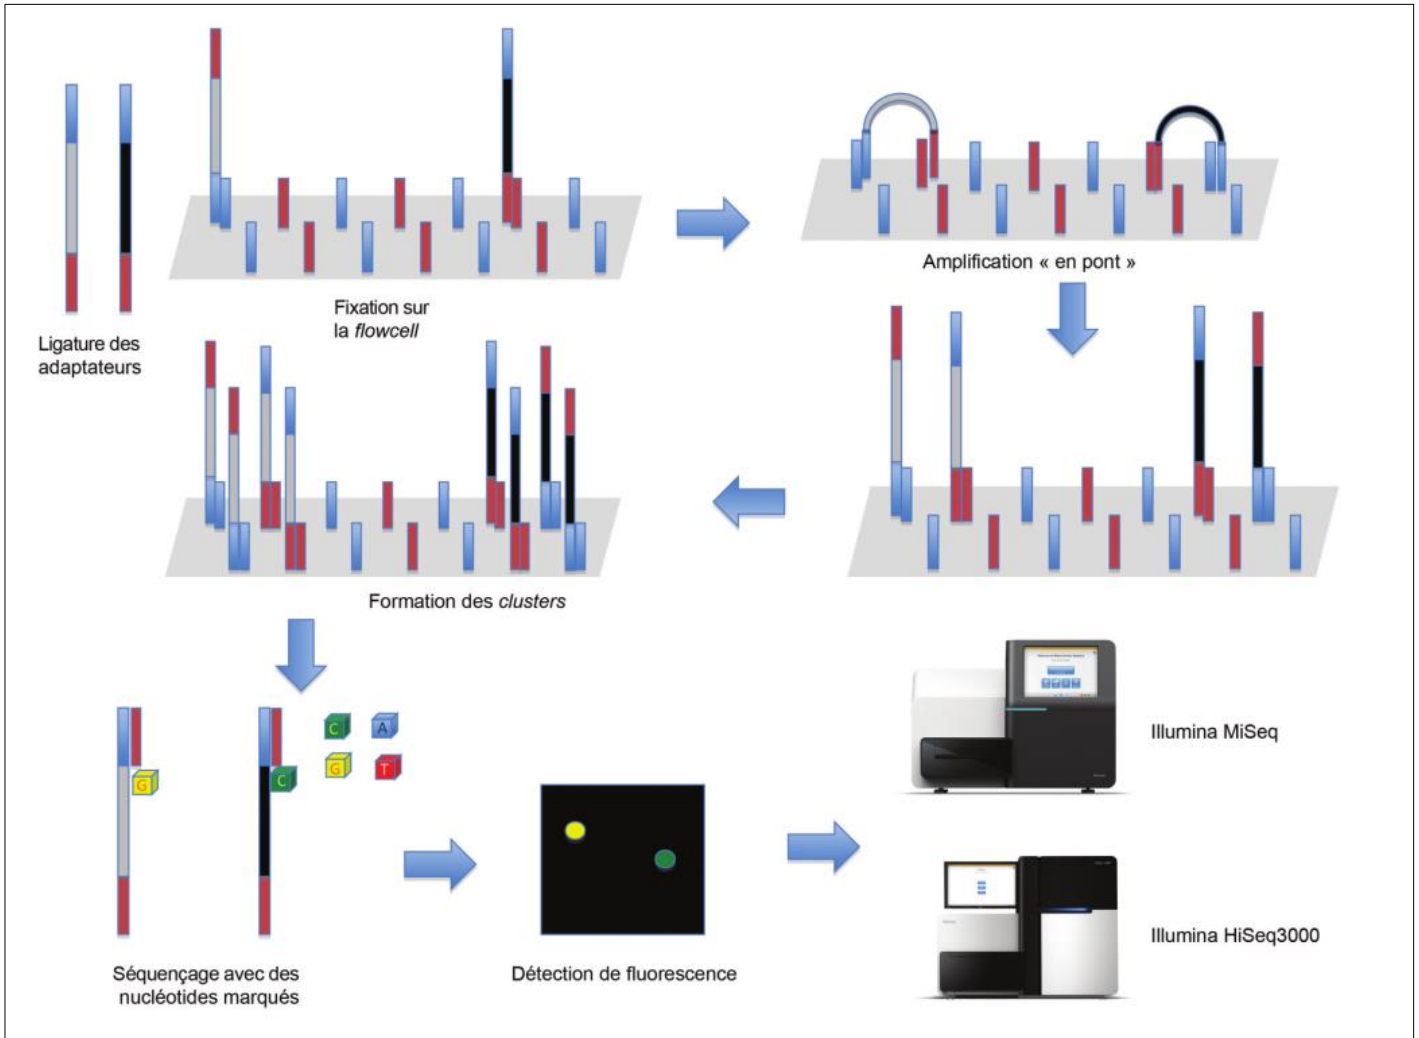 Ligature des
adaptateurs
Fixation sur
la flowcell
Amplification « en pont »
Formation des clusters
G
C
C
A
G
T
Séquençage avec des
nucléotides marqués
Détection de fluorescence
Illumina MiSeq
Illumina HiSeq3000